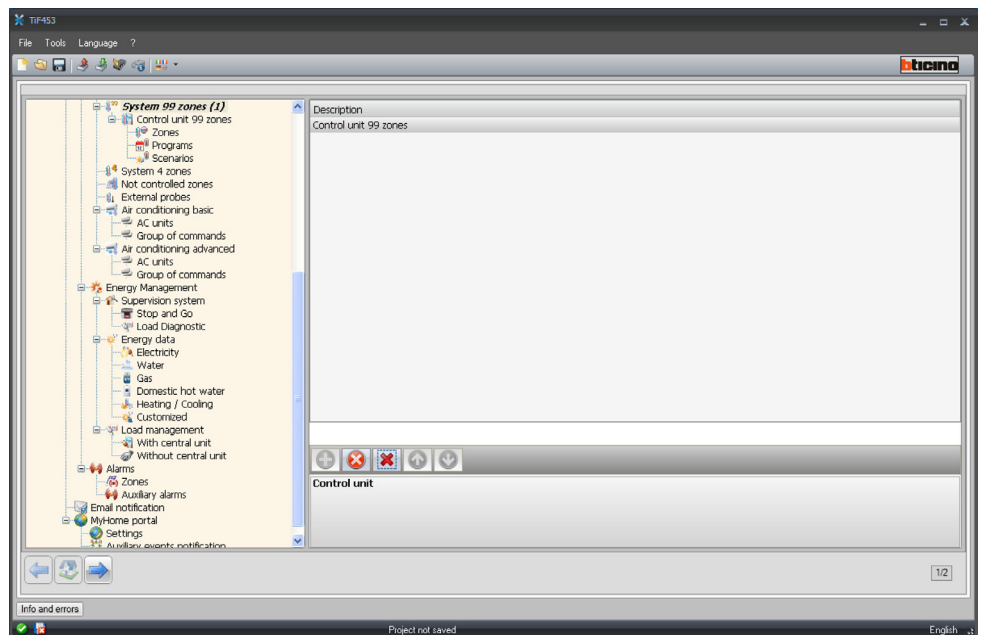 TiF453
File Tools Language ?
bticino
System 99 zones (1)
Control unit 99 zones
Zones
Programs
Scenarios
System 4 zones
Not controlled zones
External probes
Air conditioning basic
AC units
Group of commands
Air conditioning advanced
AC units
Group of commands
Energy Management
Supervision system
Stop and Go
Load Diagnostic
Energy data
Electricity
Water
Gas
Domestic hot water
Heating / Cooling
Customized
Load management
With central unit
Without central unit
Alarms
Zones
Auxiliary alarms
Email notification
MyHome portal
Settings
Auxiliary events notification
Description
Control unit 99 zones
Control unit
1/2
Info and errors
Project not saved
English